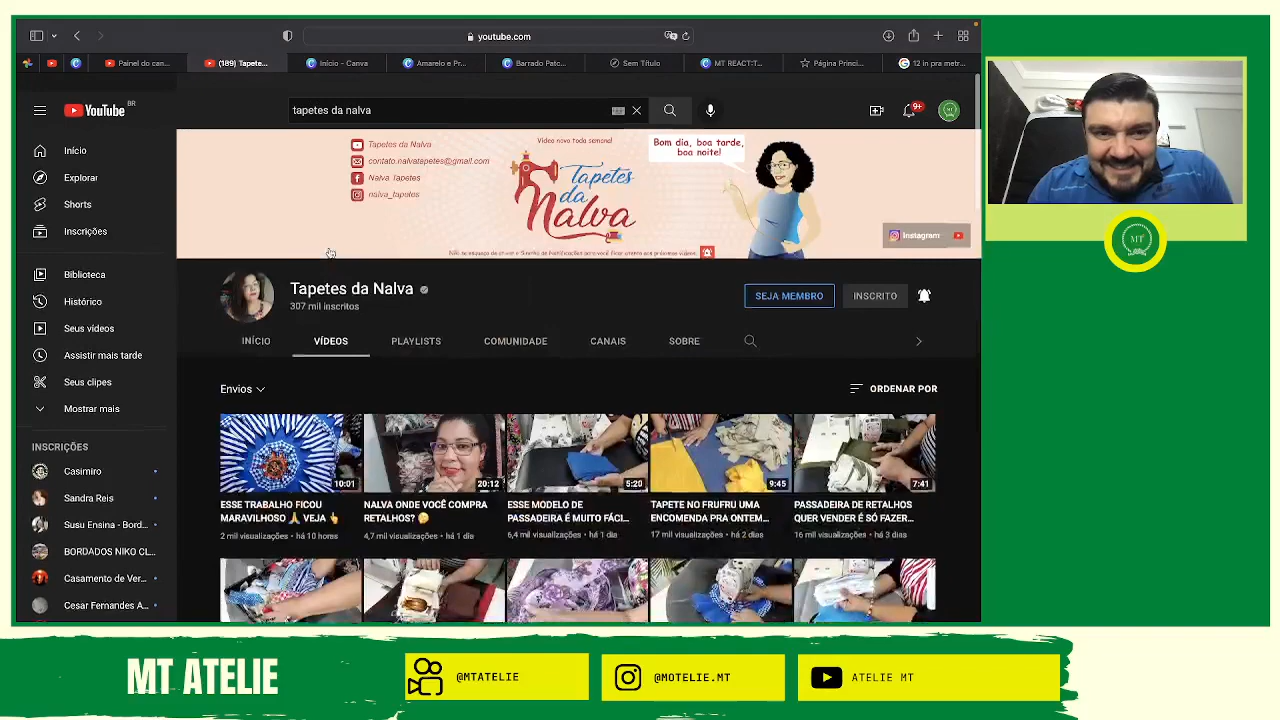 youtube.com
Painel do can...
(189) Tapete...
Início - Canva
Amarelo e Pr...
Barrado Patc...
Sem Título
MT REACT:T...
Página Princi...
12 in pra metr...
YouTube BR
tapetes da nalva
9+
Início
Explorar
Shorts
Inscrições
Biblioteca
Histórico
Seus vídeos
Assistir mais tarde
Seus clipes
Mostrar mais
INSCRIÇÕES
Casimiro
Sandra Reis
Susu Ensina - Bord...
BORDADOS NIKO CL...
Casamento de Ver...
Cesar Fernandes A...
Tapetes da Nalva
contato.nalvatapetes@gmail.com
Nalva Tapetes
nalva_tapetes
Vídeo novo toda semana!
Tapetes
da
Nalva
Bom dia, boa tarde,
boa noite!
Instagram
Tapetes da Nalva
307 mil inscritos
SEJA MEMBRO
INSCRITO
INÍCIO
VÍDEOS
PLAYLISTS
COMUNIDADE
CANAIS
SOBRE
Envios
ORDENAR POR
10:01
20:12
5:20
9:45
7:41
ESSE TRABALHO FICOU
MARAVILHOSO 🙏 VEJA 👆
2 mil visualizações • há 10 horas
NALVA ONDE VOCÊ COMPRA
RETALHOS? 🤔
4,7 mil visualizações • há 1 dia
ESSE MODELO DE
PASSADEIRA É MUITO FÁCI...
6,4 mil visualizações • há 1 dia
TAPETE NO FRUFRU UMA
ENCOMENDA PRA ONTEM...
17 mil visualizações • há 2 dias
PASSADEIRA DE RETALHOS
QUER VENDER É SÓ FAZER...
16 mil visualizações • há 3 dias
MT
MT ATELIE
@MTATELIE
@MOTELIE.MT
ATELIE MT